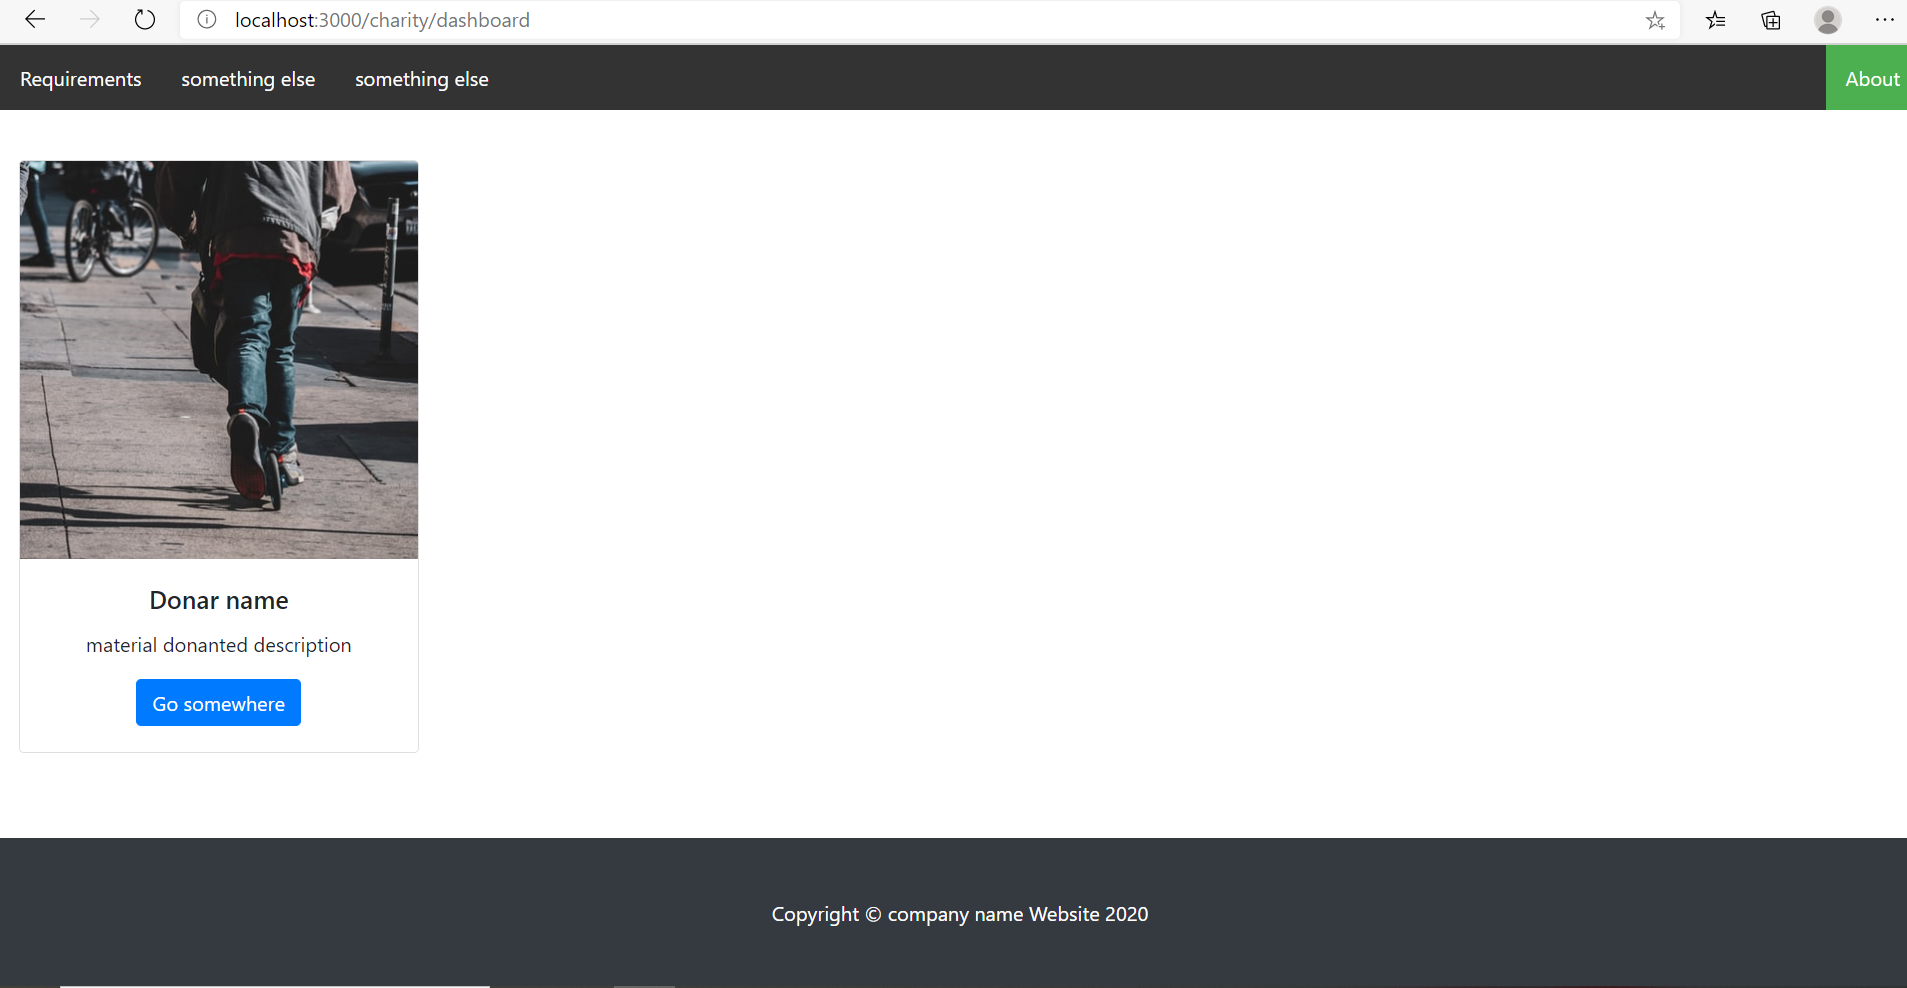 localhost:3000/charity/dashboard
Requirements something else something else About
Donar name
material donanted description
Go somewhere
Copyright © company name Website 2020